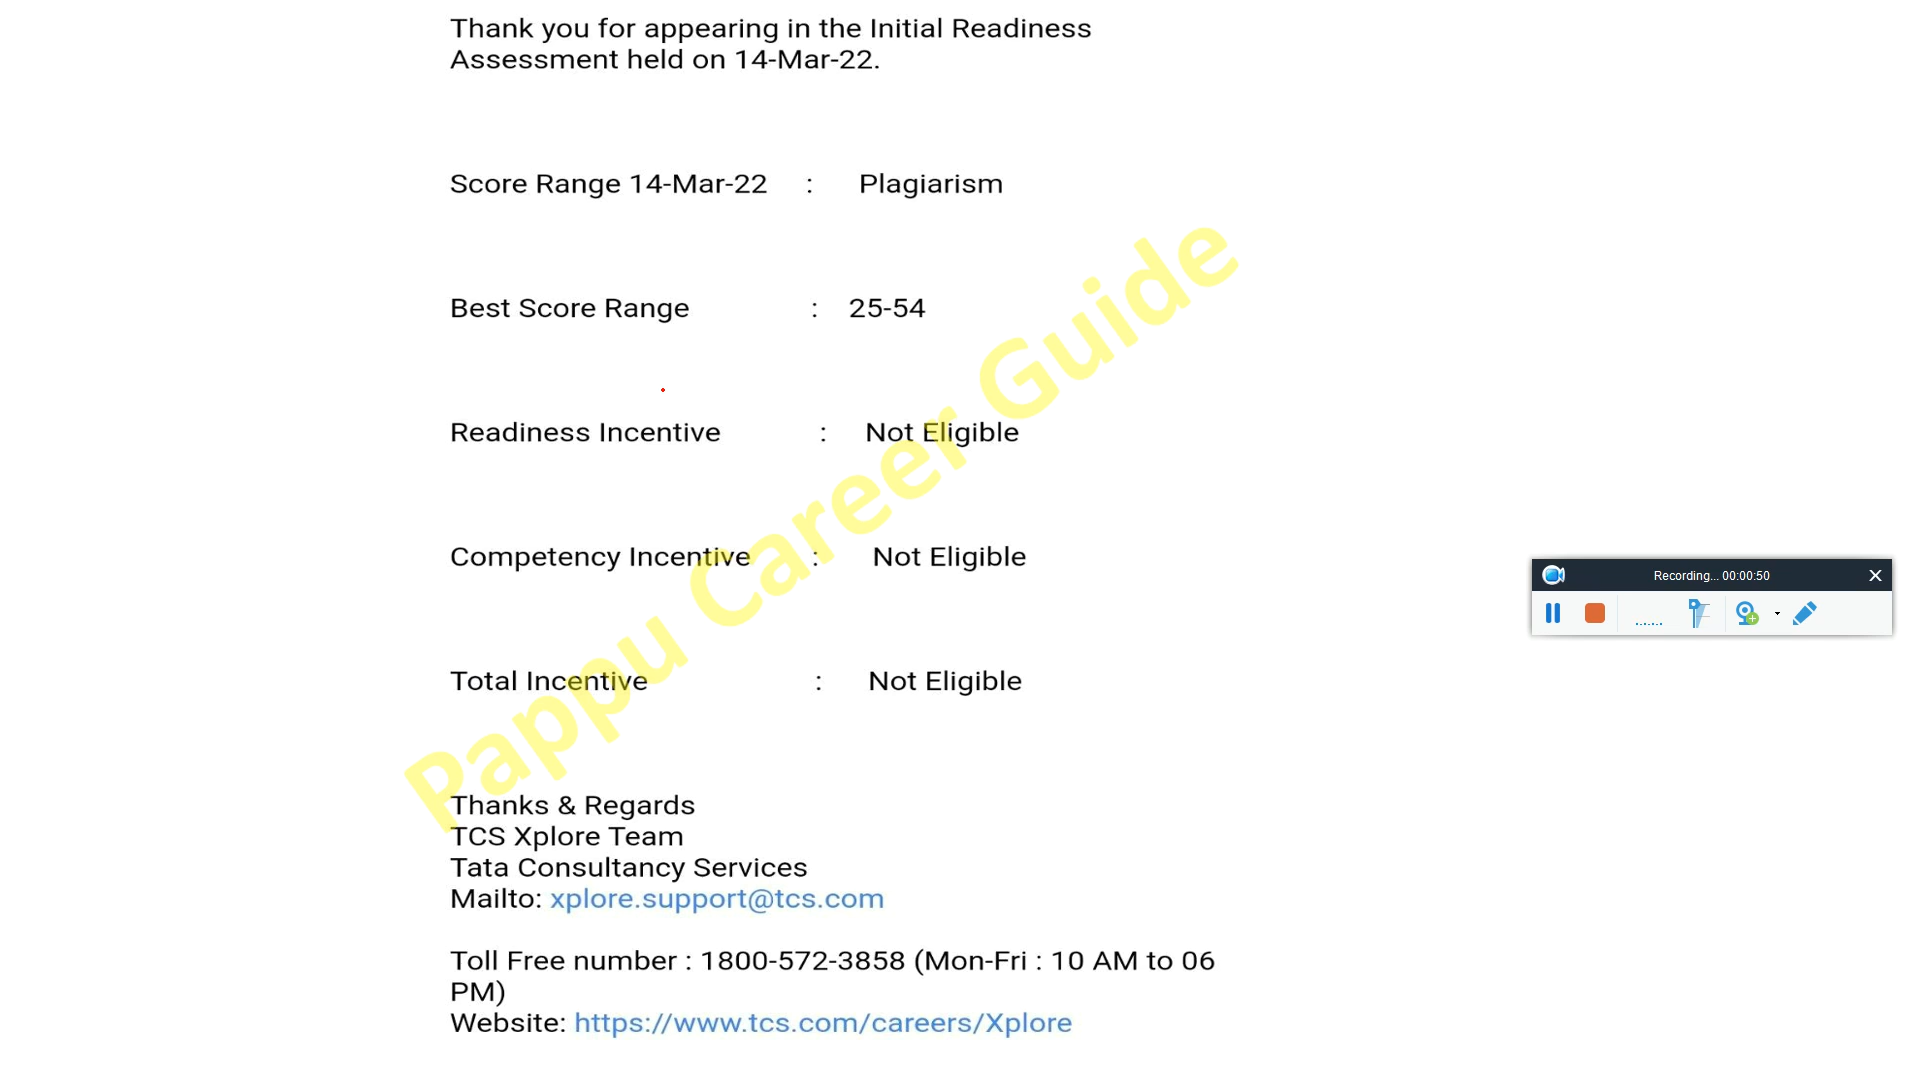 Thank you for appearing in the Initial Readiness
Assessment held on 14-Mar-22.
Score Range 14-Mar-22 : Plagiarism
Best Score Range : 25-54
Readiness Incentive : Not Eligible
Competency Incentive : Not Eligible
Total Incentive : Not Eligible
Pappu Career Guide
Recording... 00:00:50
Thanks & Regards
TCS Xplore Team
Tata Consultancy Services
Mailto: xplore.support@tcs.com
Toll Free number : 1800-572-3858 (Mon-Fri : 10 AM to 06
PM)
Website: https://www.tcs.com/careers/Xplore